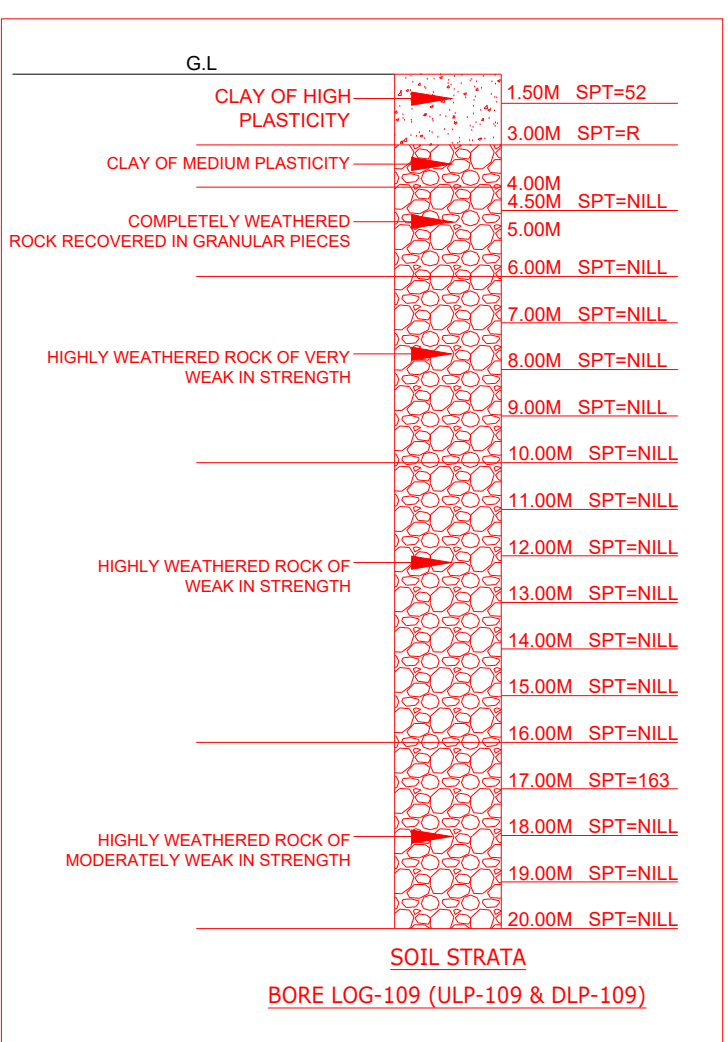 G.L
CLAY OF HIGH
PLASTICITY
1.50M SPT=52
3.00M SPT=R
CLAY OF MEDIUM PLASTICITY
4.00M
4.50M SPT=NILL
COMPLETELY WEATHERED
ROCK RECOVERED IN GRANULAR PIECES
5.00M
6.00M SPT=NILL
7.00M SPT=NILL
HIGHLY WEATHERED ROCK OF VERY
WEAK IN STRENGTH
8.00M SPT=NILL
9.00M SPT=NILL
10.00M SPT=NILL
11.00M SPT=NILL
12.00M SPT=NILL
HIGHLY WEATHERED ROCK OF
WEAK IN STRENGTH
13.00M SPT=NILL
14.00M SPT=NILL
15.00M SPT=NILL
16.00M SPT=NILL
17.00M SPT=163
18.00M SPT=NILL
HIGHLY WEATHERED ROCK OF
MODERATELY WEAK IN STRENGTH
19.00M SPT=NILL
20.00M SPT=NILL
SOIL STRATA
BORE LOG-109 (ULP-109 & DLP-109)